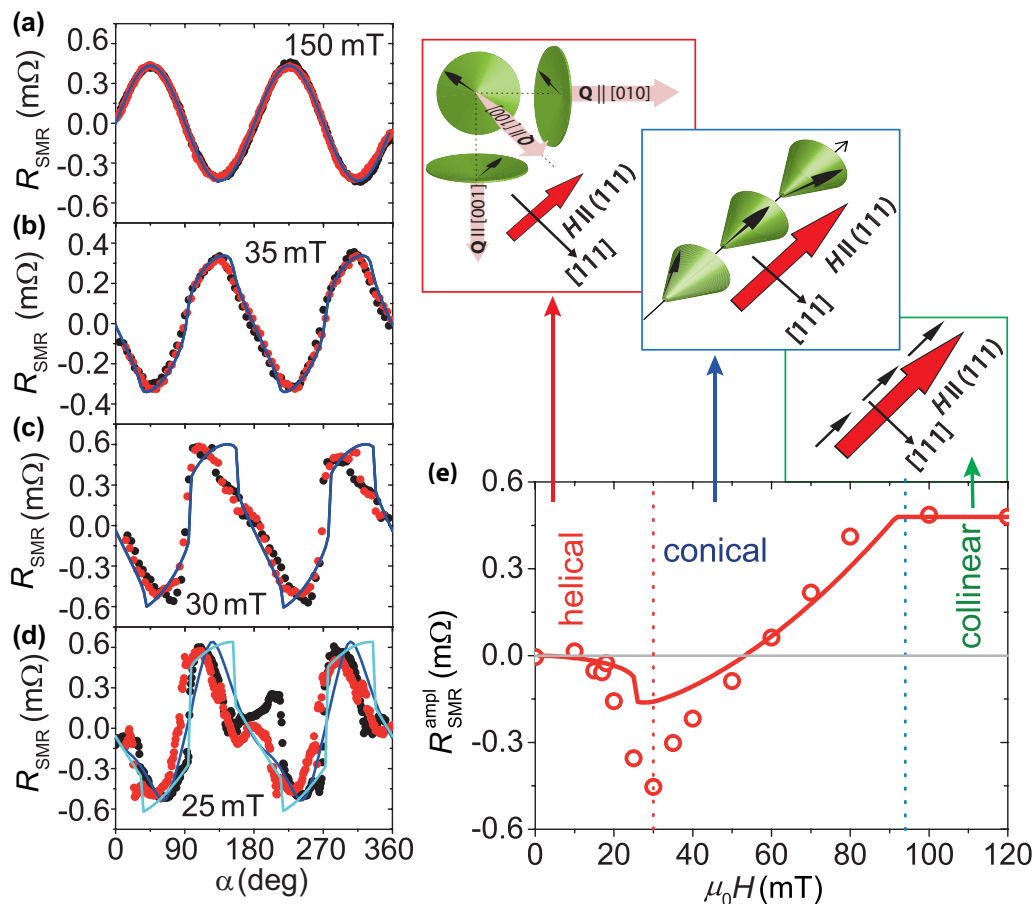 (a)
R_SMR (mΩ)
0.6
0.3
0.0
-0.3
-0.6
150 mT
(b)
R_SMR (mΩ)
0.4
0.2
0.0
-0.2
-0.4
35 mT
(c)
R_SMR (mΩ)
0.6
0.3
0.0
-0.3
-0.6
30 mT
(d)
R_SMR (mΩ)
0.6
0.3
0.0
-0.3
-0.6
25 mT
0 90 180 270 360
α (deg)
Q || [010]
Q || [100]
Q || [001]
H || (111)
[111]
H || (111)
[111]
H || (111)
[111]
(e)
R_SMR^ampl (mΩ)
0.6
0.3
0.0
-0.3
-0.6
helical
conical
collinear
0 20 40 60 80 100 120
μ₀H (mT)